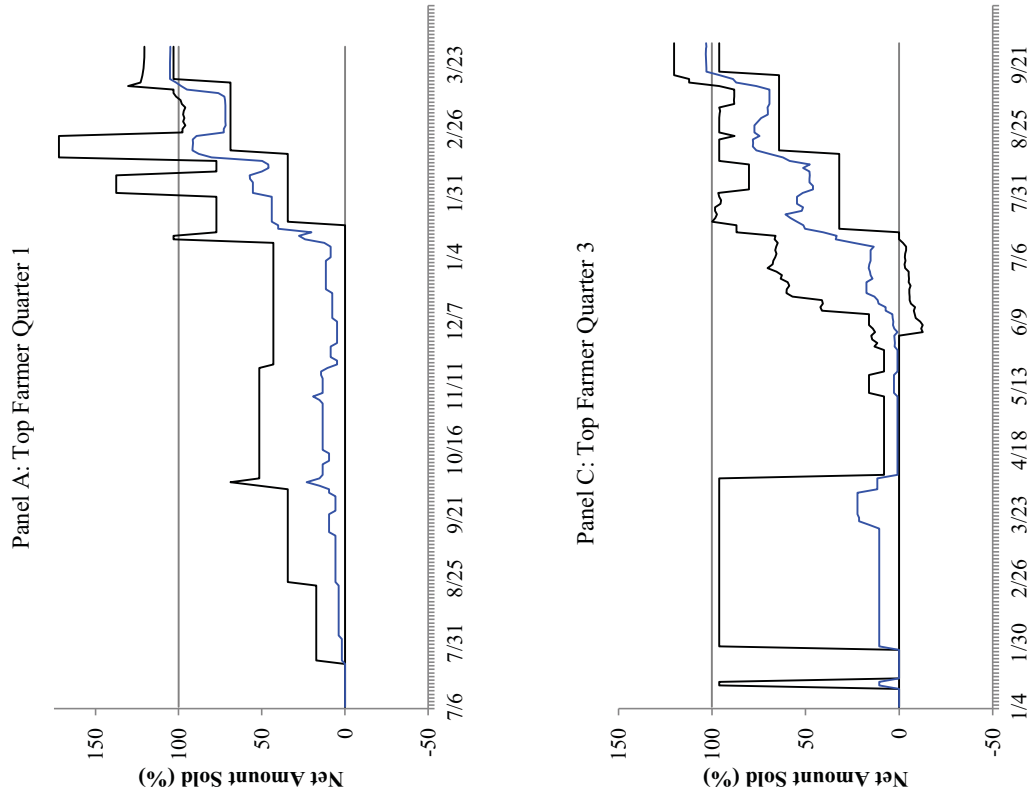 Panel A: Top Farmer Quarter 1
Net Amount Sold (%)
150
100
50
0
-50
7/6 7/31 8/25 9/21 10/16 11/11 12/7 1/4 1/31 2/26 3/23
Panel C: Top Farmer Quarter 3
Net Amount Sold (%)
150
100
50
0
-50
1/4 1/30 2/26 3/23 4/18 5/13 6/9 7/6 7/31 8/25 9/21